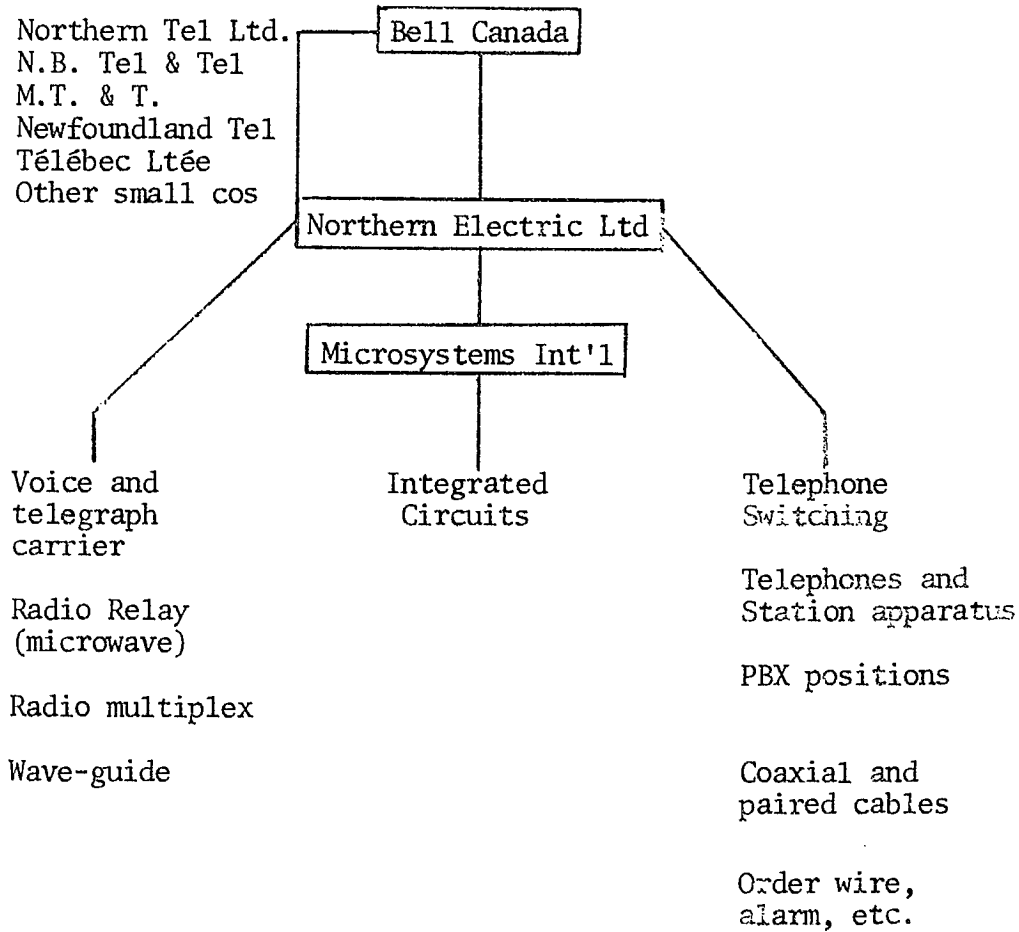 Northern Tel Ltd.
N.B. Tel & Tel
M.T. & T.
Newfoundland Tel
Télébec Ltée
Other small cos
Bell Canada
Northern Electric Ltd
Microsystems Int'l
Voice and
telegraph
carrier
Radio Relay
(microwave)
Radio multiplex
Wave-guide
Integrated
Circuits
Telephone
Switching
Telephones and
Station apparatus
PBX positions
Coaxial and
paired cables
Order wire,
alarm, etc.